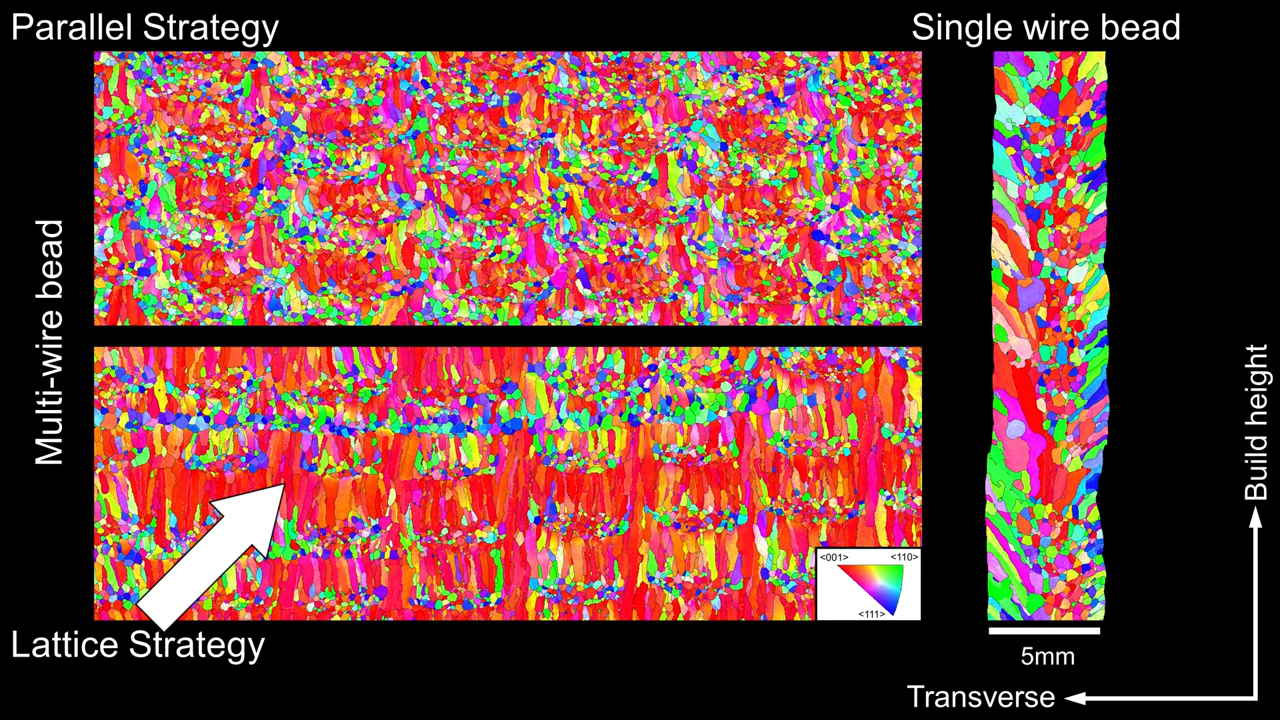 Parallel Strategy
Single wire bead
Multi-wire bead
<001>
<110>
<111>
Build height
Lattice Strategy
5mm
Transverse